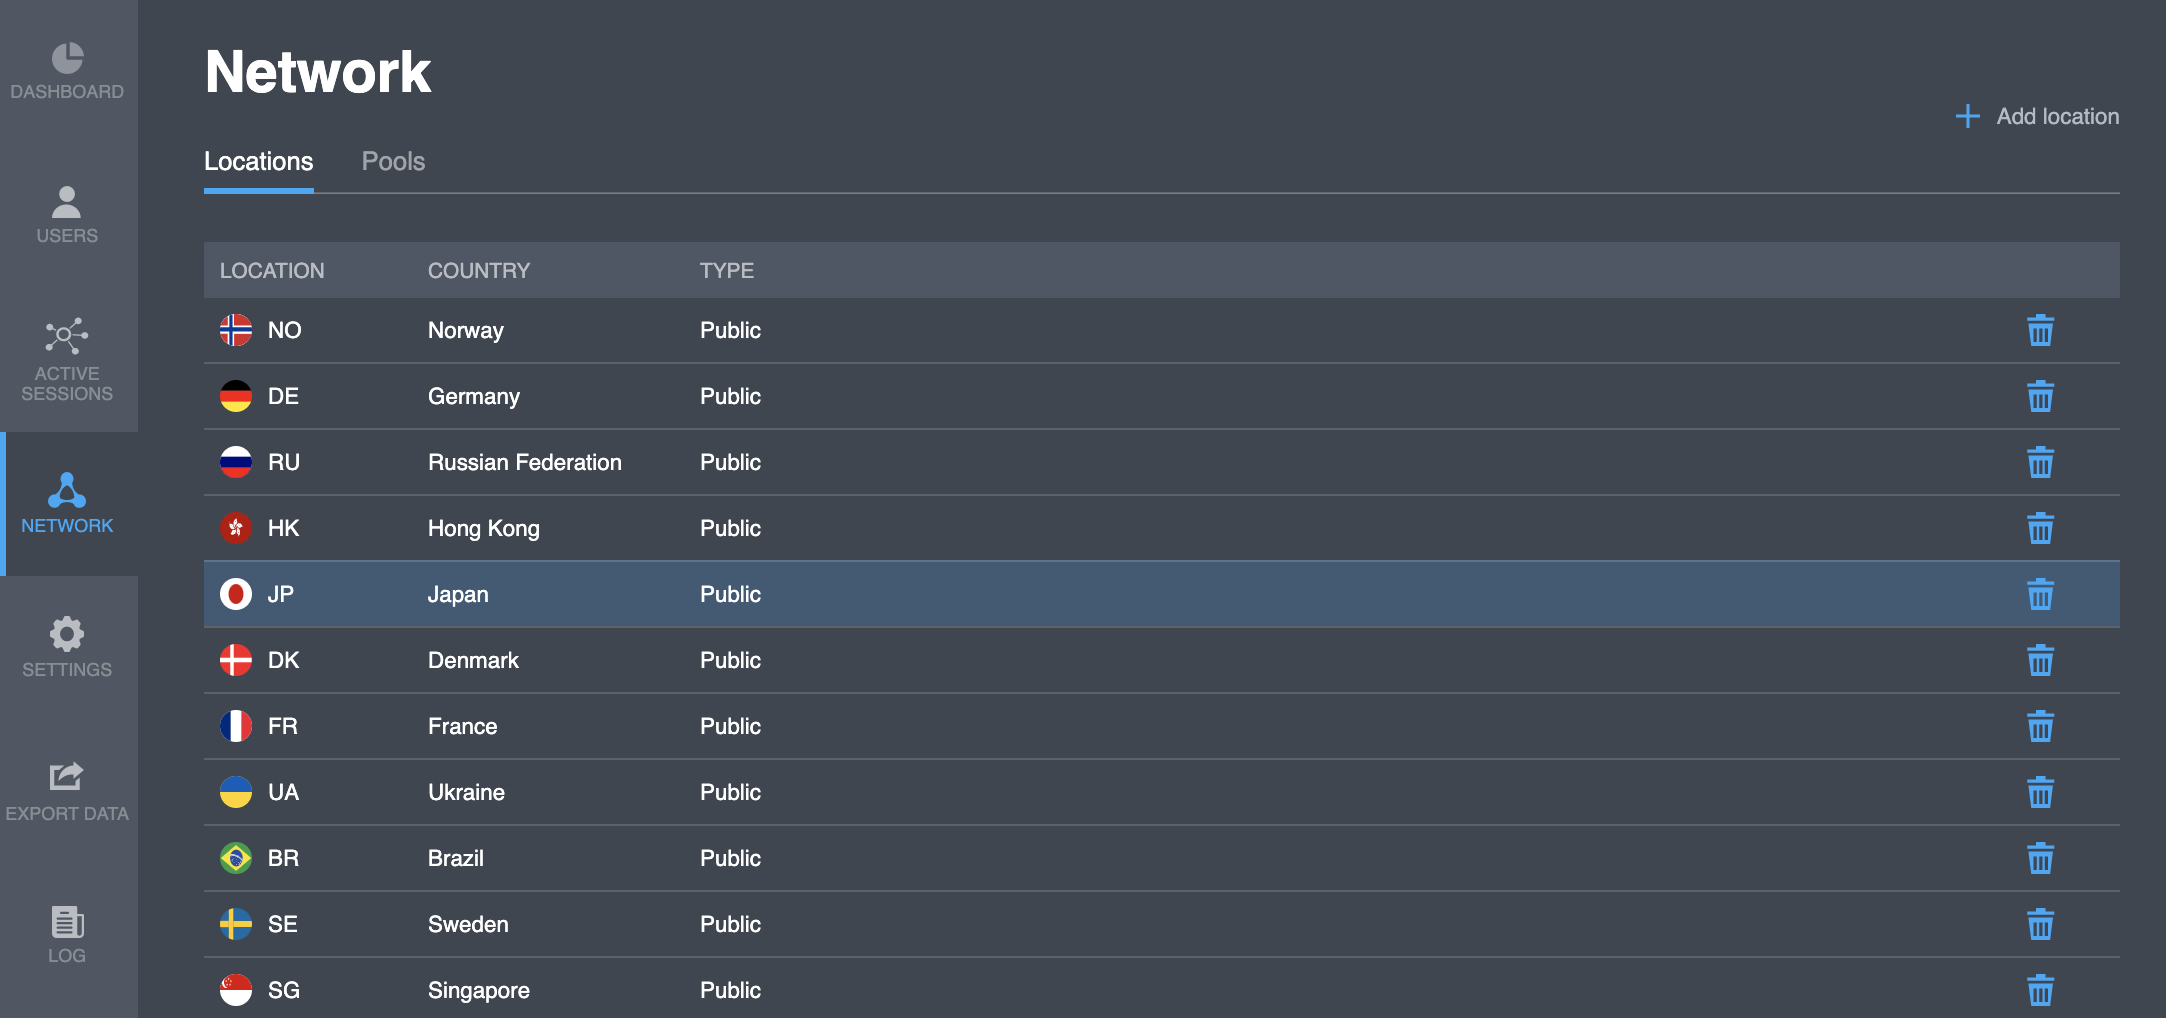 DASHBOARD
USERS
ACTIVE
SESSIONS
NETWORK
SETTINGS
EXPORT DATA
LOG
Network
Add location
Locations Pools
LOCATION COUNTRY TYPE
NO Norway Public
DE Germany Public
RU Russian Federation Public
HK Hong Kong Public
JP Japan Public
DK Denmark Public
FR France Public
UA Ukraine Public
BR Brazil Public
SE Sweden Public
SG Singapore Public